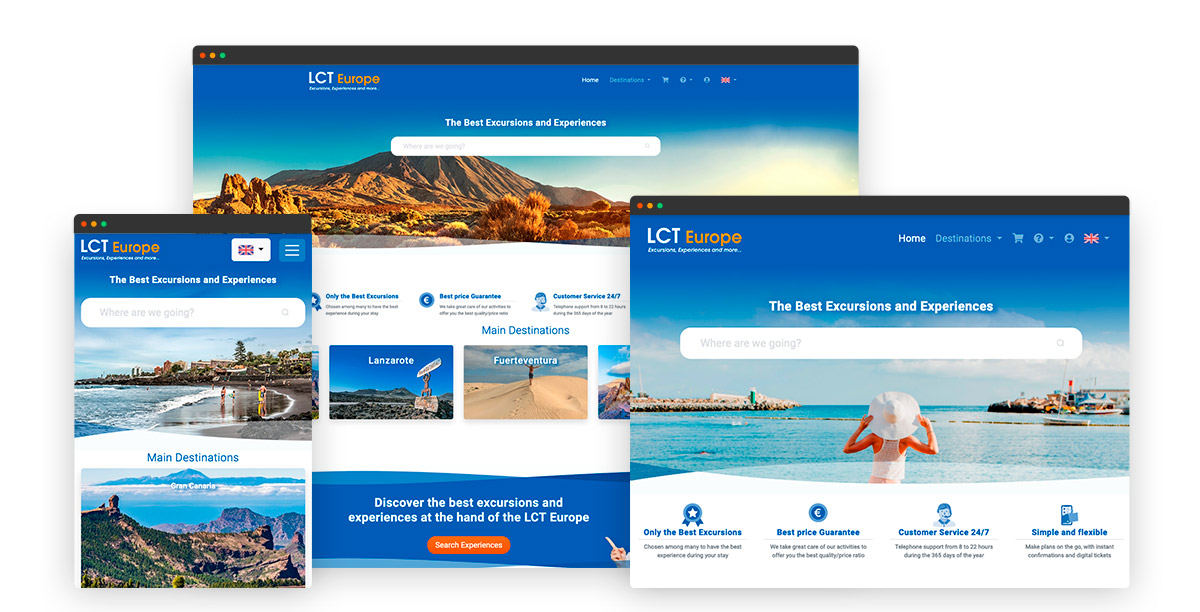 LCT Europe
Excursions, Experiences and more...
Home Destinations
The Best Excursions and Experiences
Where are we going?
Only the Best Excursions
Chosen among many to have the best
experience during your stay
Best price Guarantee
We take great care of our activities to
offer you the best quality/price ratio
Customer Service 24/7
Telephone support from 8 to 22 hours
during the 365 days of the year
Main Destinations
Lanzarote
Fuerteventura
Discover the best excursions and
experiences at the hand of the LCT Europe
Search Experiences
LCT Europe
Excursions, Experiences and more...
The Best Excursions and Experiences
Where are we going?
Main Destinations
Gran Canaria
LCT Europe
Excursions, Experiences and more...
Home Destinations
The Best Excursions and Experiences
Where are we going?
Only the Best Excursions
Chosen among many to have the best
experience during your stay
Best price Guarantee
We take great care of our activities to
offer you the best quality/price ratio
Customer Service 24/7
Telephone support from 8 to 22 hours
during the 365 days of the year
Simple and flexible
Make plans on the go, with instant
confirmations and digital tickets